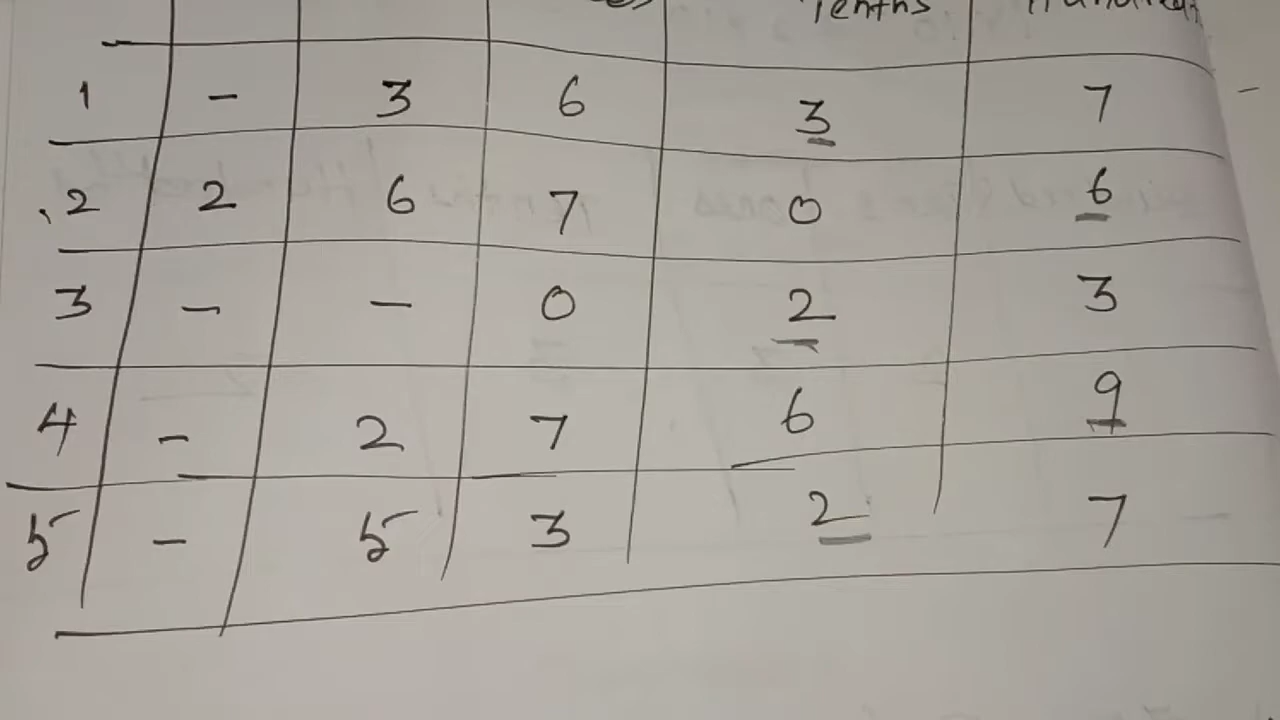 Tenths
1 - 3 6 3 7
2 2 6 7 0 6
3 - - 0 2 3
4 - 2 7 6 9
5 - 5 3 2 7